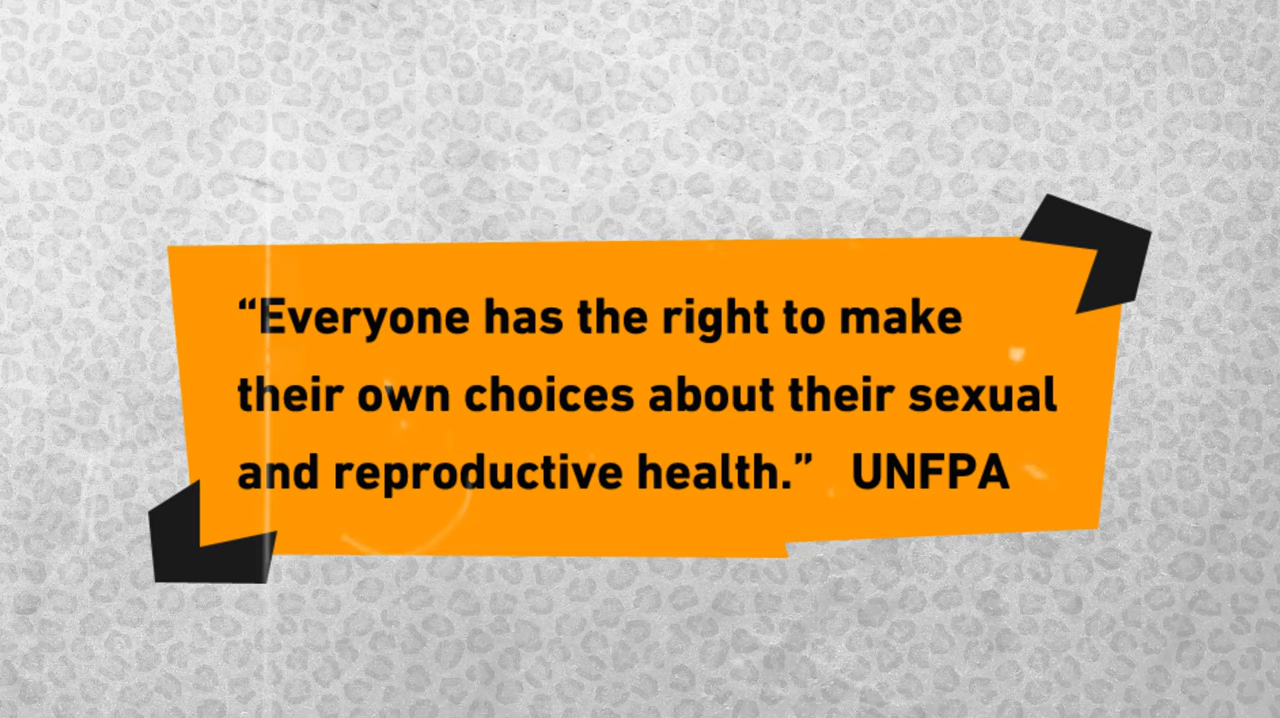 “Everyone has the right to make
their own choices about their sexual
and reproductive health.” UNFPA